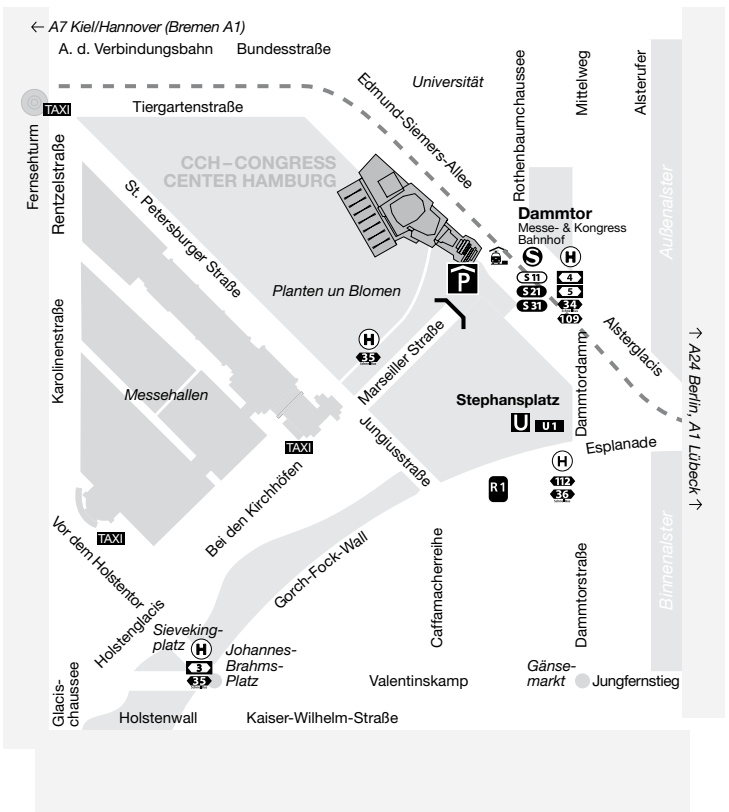 ← A7 Kiel/Hannover (Bremen A1)
A. d. Verbindungsbahn Bundesstraße
Universität
Edmund-Siemers-Allee
Rothenbaumchaussee
Mittelweg
Alsterufer
TAXI
Tiergartenstraße
Fernsehturm
Rentzelstraße
CCH–CONGRESS
CENTER HAMBURG
St. Petersburger Straße
Außenalster
Dammtor
Messe- & Kongress
Bahnhof
S H
S 11 4
S 21 5
S 31 34
109
P
Planten un Blomen
H
35
Marseiller Straße
Alsterglacis
Dammtordamm
↑ A24 Berlin, A1 Lübeck ↑
Karolinenstraße
Messehallen
Stephansplatz
U U1
Jungiusstraße
Esplanade
TAXI
H
112
36
R1
Bei den Kirchhöfen
Vor dem Holstentor
TAXI
Gorch-Fock-Wall
Caffamacherreihe
Dammtorstraße
Binnenalster
Holstenglacis
Sieveking-
platz
H
3
35
Johannes-
Brahms-
Platz
Valentinskamp
Gänse-
markt
Jungfernstieg
Glacis-
chaussee
Holstenwall
Kaiser-Wilhelm-Straße